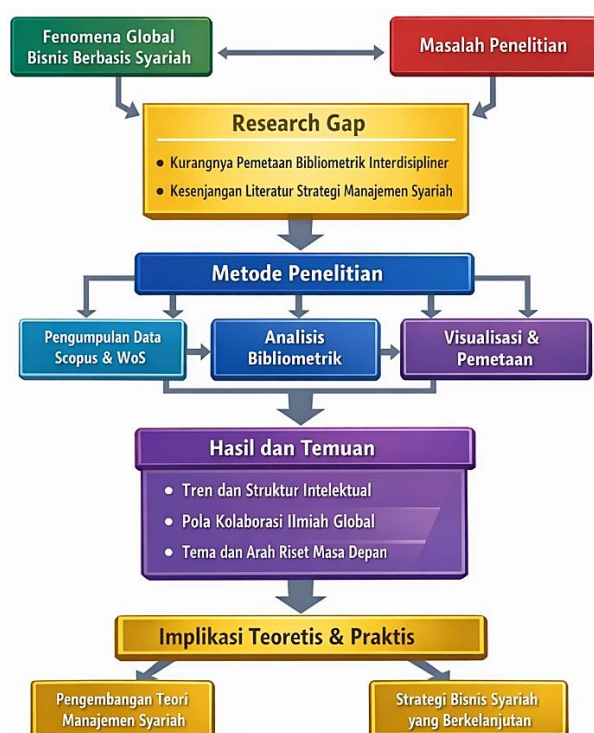 Fenomena Global
Bisnis Berbasis Syariah
Masalah Penelitian
Research Gap
• Kurangnya Pemetaan Bibliometrik Interdisipliner
• Kesenjangan Literatur Strategi Manajemen Syariah
Metode Penelitian
Pengumpulan Data
Scopus & WoS
Analisis
Bibliometrik
Visualisasi &
Pemetaan
Hasil dan Temuan
• Tren dan Struktur Intelektual
• Pola Kolaborasi Ilmiah Global
• Tema dan Arah Riset Masa Depan
Implikasi Teoretis & Praktis
Pengembangan Teori
Manajemen Syariah
Strategi Bisnis Syariah
yang Berkelanjutan